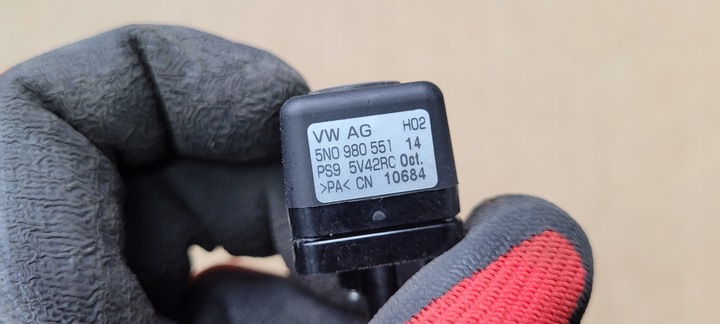 VW AG H02
5N0 980 551 14
PS9 5V42RC Oct.
>PA< CN 10684